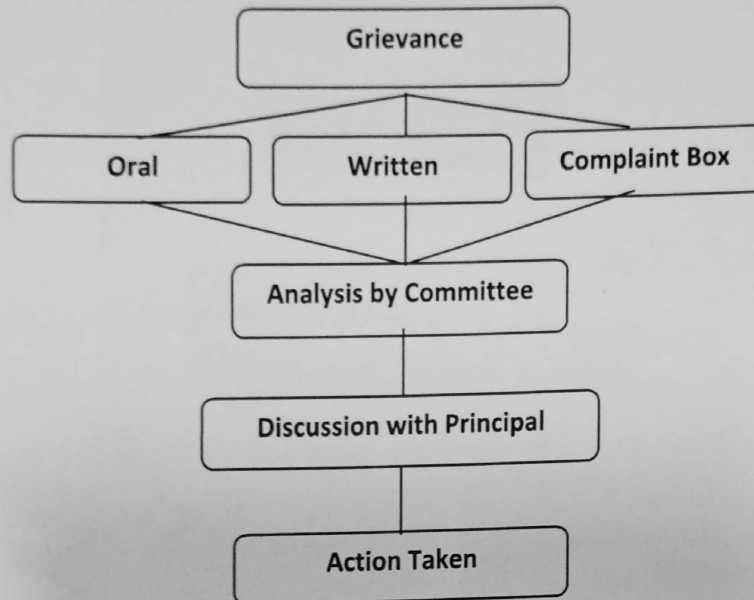 Grievance
Oral
Written
Complaint Box
Analysis by Committee
Discussion with Principal
Action Taken